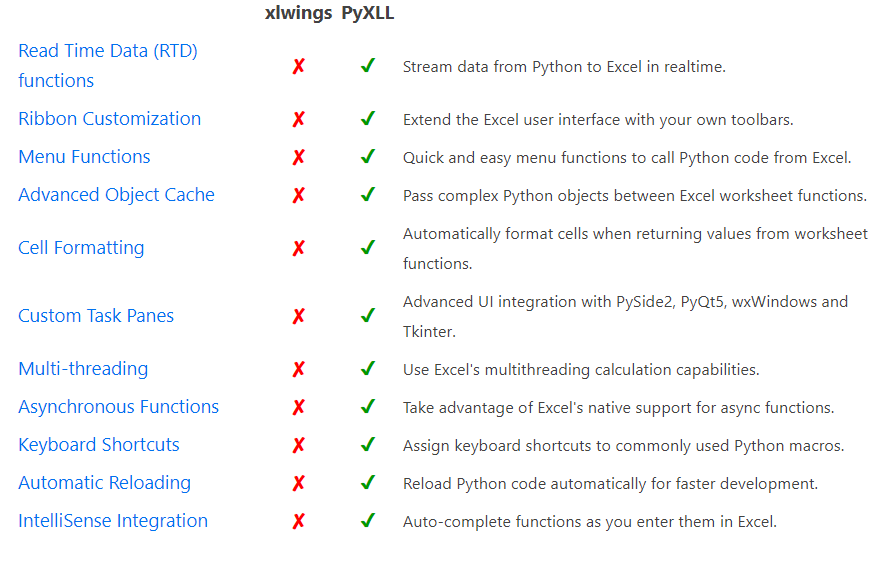 xlwings PyXLL
Read Time Data (RTD)
functions
✗ ✓ Stream data from Python to Excel in realtime.
Ribbon Customization ✗ ✓ Extend the Excel user interface with your own toolbars.
Menu Functions ✗ ✓ Quick and easy menu functions to call Python code from Excel.
Advanced Object Cache ✗ ✓ Pass complex Python objects between Excel worksheet functions.
Cell Formatting ✗ ✓ Automatically format cells when returning values from worksheet
functions.
Custom Task Panes ✗ ✓ Advanced UI integration with PySide2, PyQt5, wxWindows and
Tkinter.
Multi-threading ✗ ✓ Use Excel's multithreading calculation capabilities.
Asynchronous Functions ✗ ✓ Take advantage of Excel's native support for async functions.
Keyboard Shortcuts ✗ ✓ Assign keyboard shortcuts to commonly used Python macros.
Automatic Reloading ✗ ✓ Reload Python code automatically for faster development.
IntelliSense Integration ✗ ✓ Auto-complete functions as you enter them in Excel.